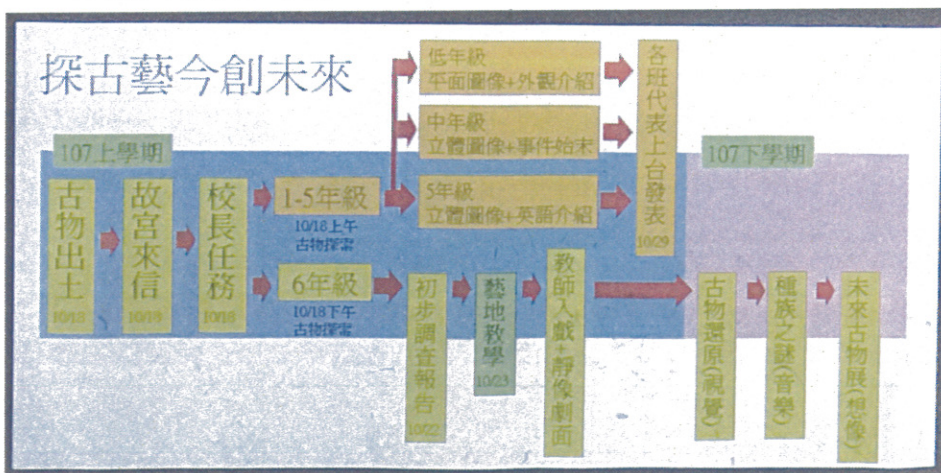 探古藝今創未來
107上學期
古物出土
故宮來信
10/18
校長任務
10/18
1-5年級
10/18上午
古物探索
6年級
10/18下午
古物探索
低年級
平面圖像+外觀介紹
中年級
立體圖像+事件始末
5年級
立體圖像+英語介紹
各班代表上台發表
10/29
初步調查報告
10/22
藝地教學
10/23
教師入戲+靜像劇面
107下學期
古物還原(視覺)
種族之謎(音樂)
未來古物展(想像)